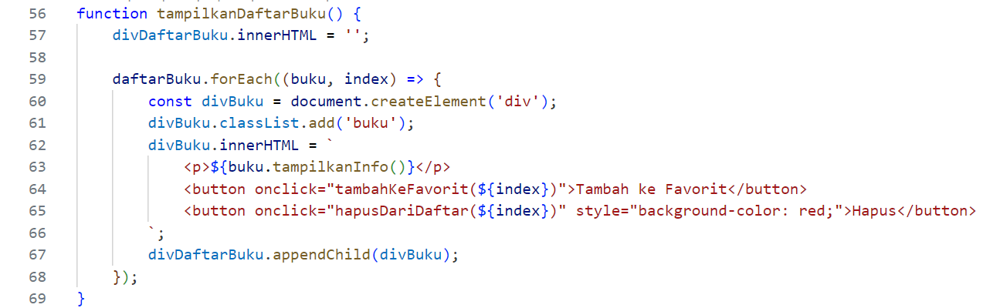 56 function tampilkanDaftarBuku() {
57 divDaftarBuku.innerHTML = '';
58
59 daftarBuku.forEach((buku, index) => {
60 const divBuku = document.createElement('div');
61 divBuku.classList.add('buku');
62 divBuku.innerHTML = `
63 <p>${buku.tampilkanInfo()}</p>
64 <button onclick="tambahKeFavorit(${index})">Tambah ke Favorit</button>
65 <button onclick="hapusDariDaftar(${index})" style="background-color: red;">Hapus</button>
66 `;
67 divDaftarBuku.appendChild(divBuku);
68 });
69 }